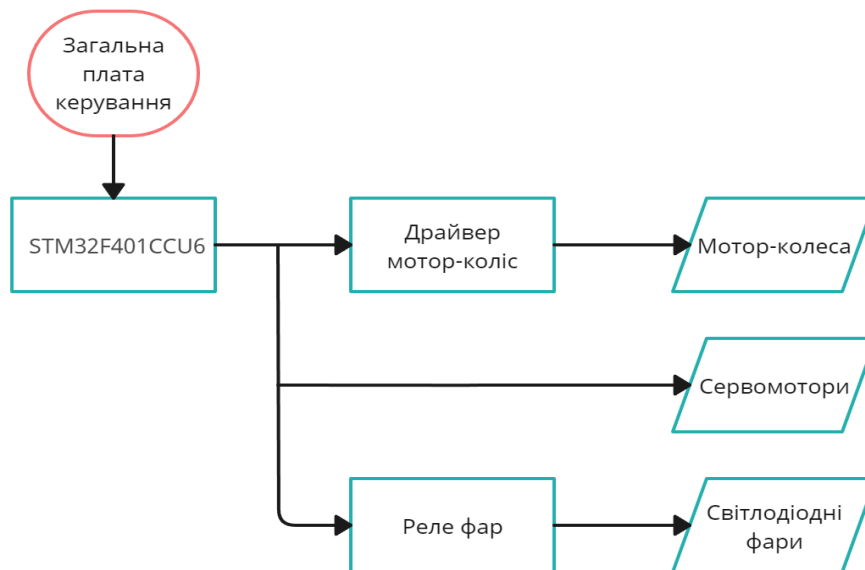 Загальна
плата
керування
STM32F401CCU6
Драйвер
мотор-коліс
Мотор-колеса
Сервомотори
Реле фар
Світлодіодні
фари